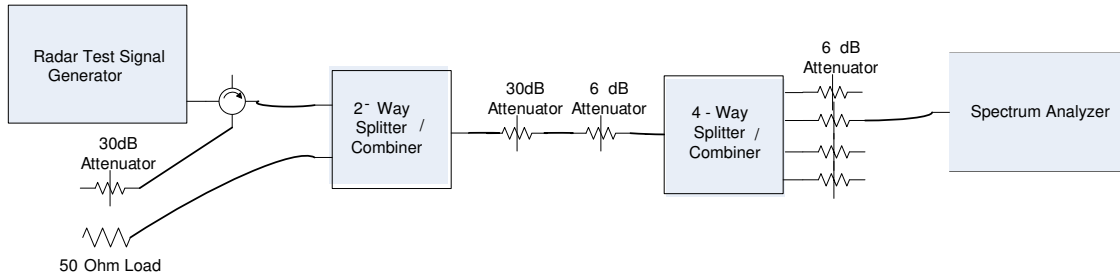 Radar Test Signal
Generator
30dB
Attenuator
50 Ohm Load
2- Way
Splitter /
Combiner
30dB
Attenuator
6 dB
Attenuator
4 - Way
Splitter /
Combiner
6 dB
Attenuator
Spectrum Analyzer